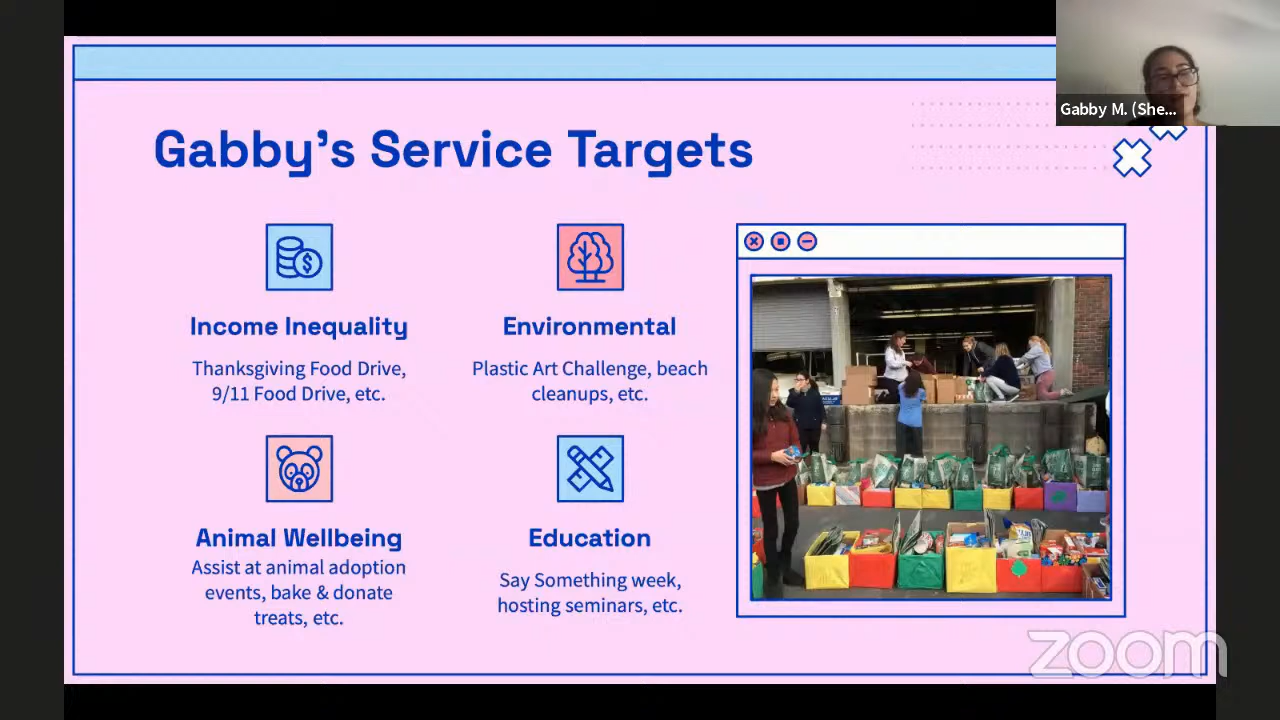 Gabby M. (She...
Gabby's Service Targets
Income Inequality
Thanksgiving Food Drive,
9/11 Food Drive, etc.
Environmental
Plastic Art Challenge, beach
cleanups, etc.
Animal Wellbeing
Assist at animal adoption
events, bake & donate
treats, etc.
Education
Say Something week,
hosting seminars, etc.
zoom